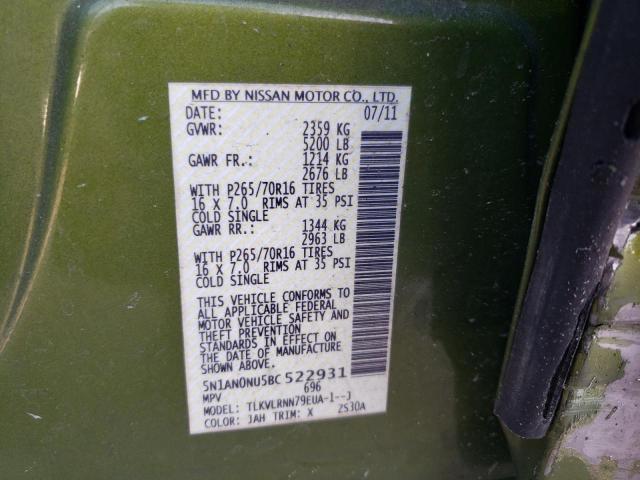 MFD BY NISSAN MOTOR CO., LTD.
DATE: 07/11
GVWR: 2359 KG
5200 LB
GAWR FR.: 1214 KG
2676 LB
WITH P265/70R16 TIRES
16 X 7.0 RIMS AT 35 PSI
COLD SINGLE
GAWR RR.: 1344 KG
2963 LB
WITH P265/70R16 TIRES
16 X 7.0 RIMS AT 35 PSI
COLD SINGLE
THIS VEHICLE CONFORMS TO
ALL APPLICABLE FEDERAL
MOTOR VEHICLE SAFETY AND
THEFT PREVENTION
STANDARDS IN EFFECT ON
THE DATE OF MANUFACTURE
SHOWN ABOVE.
5N1AN0NU5BC 522931
MPV 696
MODEL: TLKVLRNN79EUA-1--J
COLOR: JAH TRIM: X 2S30A